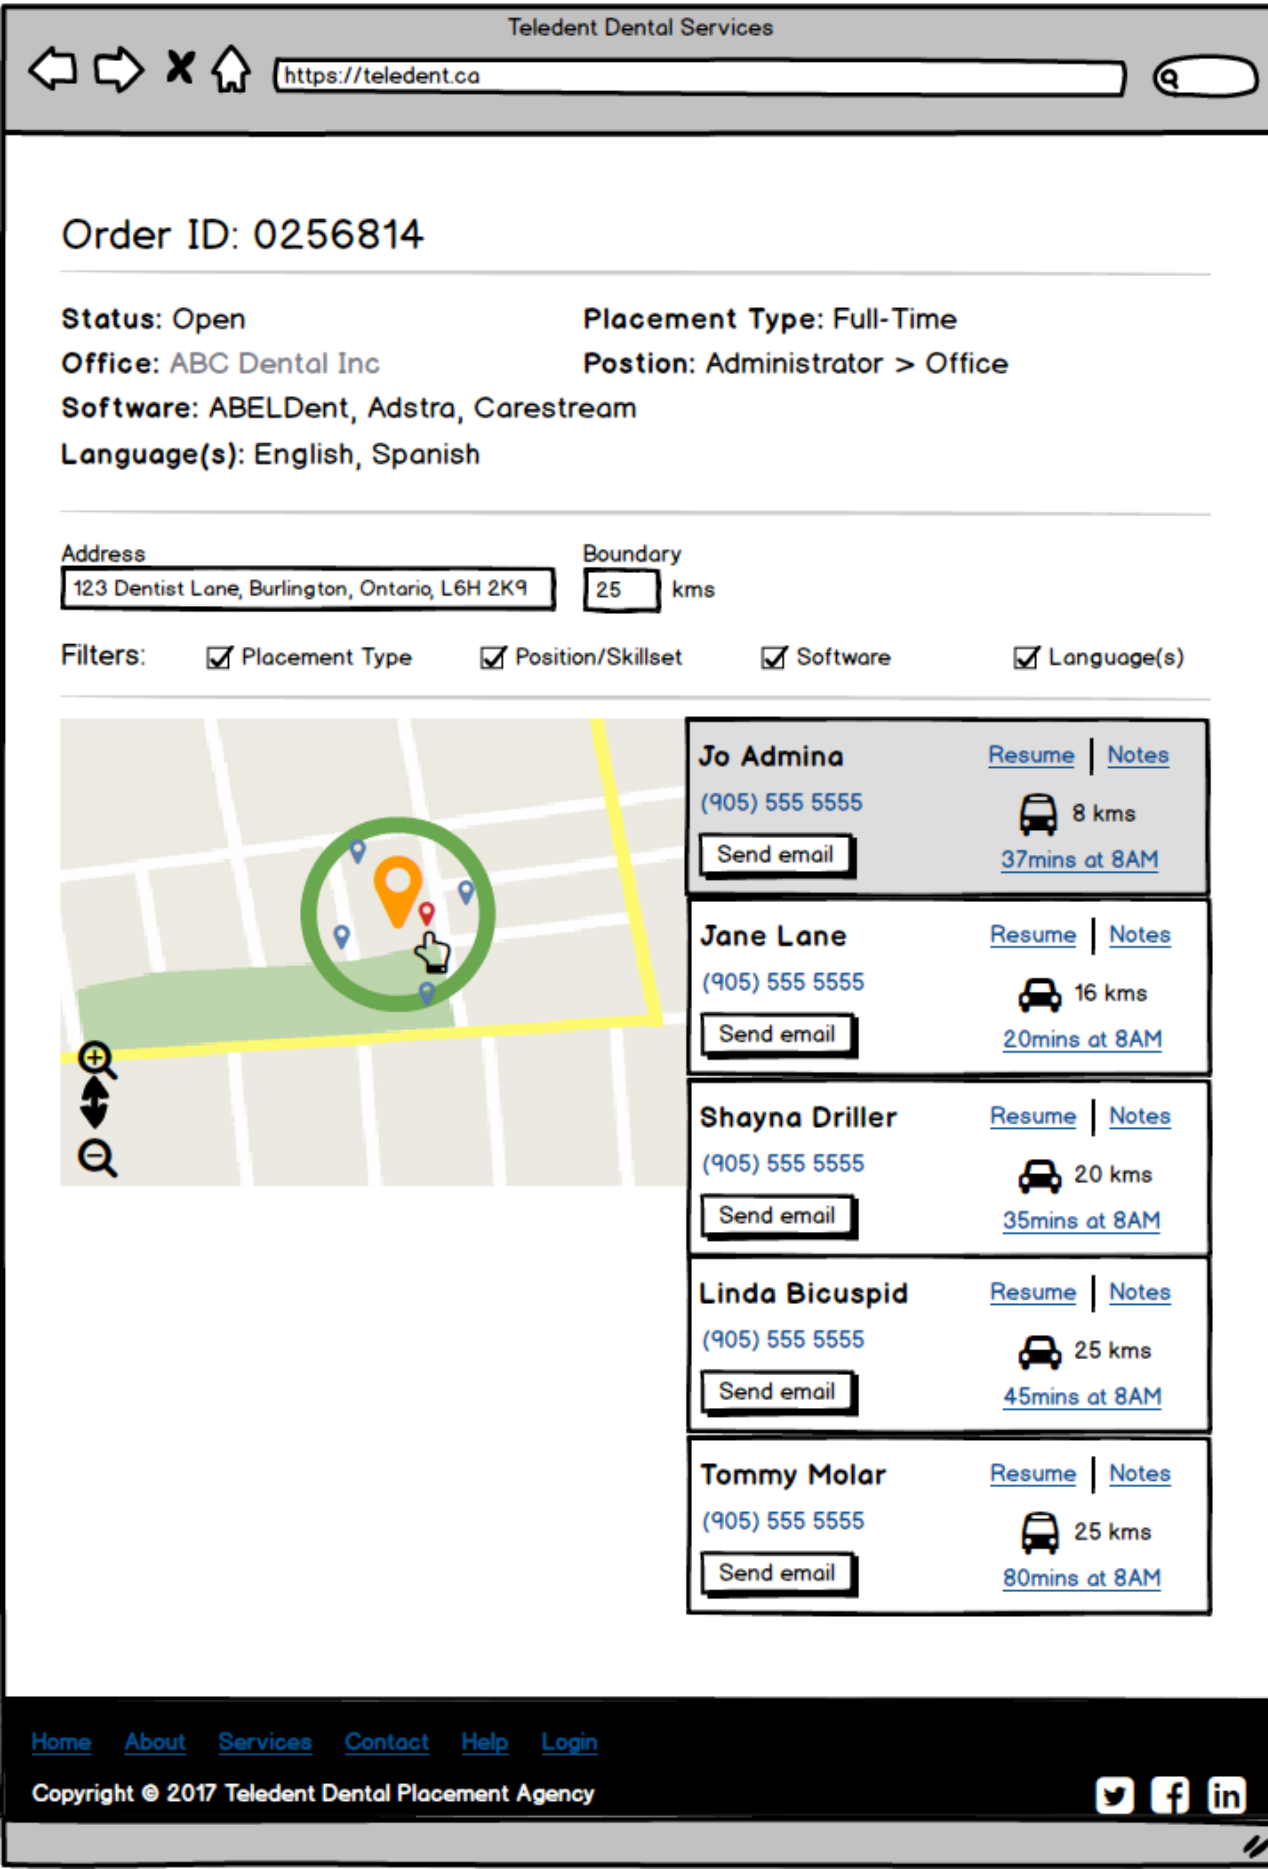 Teledent Dental Services
https://teledent.ca
Order ID: 0256814
Status: Open
Placement Type: Full-Time
Office: ABC Dental Inc
Postion: Administrator > Office
Software: ABELDent, Adstra, Carestream
Language(s): English, Spanish
Address
Boundary
123 Dentist Lane, Burlington, Ontario, L6H 2K9
25 kms
Filters: Placement Type Position/Skillset Software Language(s)
Jo Admina
Resume | Notes
(905) 555 5555
8 kms
Send email
37mins at 8AM
Jane Lane
Resume | Notes
(905) 555 5555
16 kms
Send email
20mins at 8AM
Shayna Driller
Resume | Notes
(905) 555 5555
20 kms
Send email
35mins at 8AM
Linda Bicuspid
Resume | Notes
(905) 555 5555
25 kms
Send email
45mins at 8AM
Tommy Molar
Resume | Notes
(905) 555 5555
25 kms
Send email
80mins at 8AM
Home About Services Contact Help Login
Copyright © 2017 Teledent Dental Placement Agency